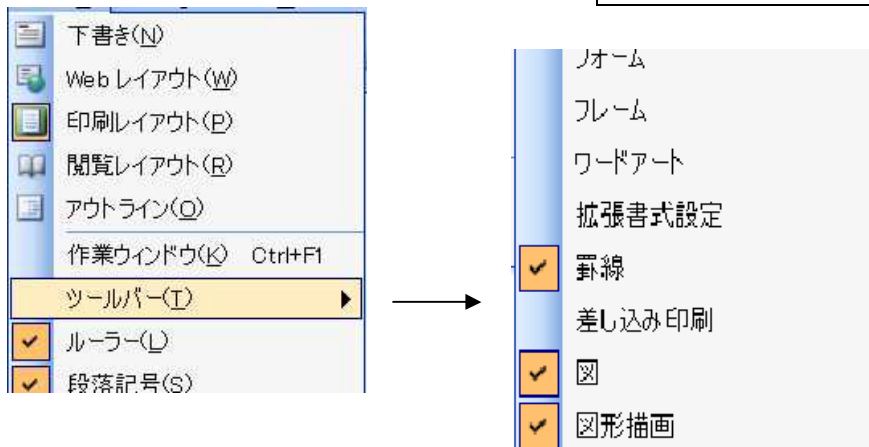 下書き(N)
Web レイアウト(W)
印刷レイアウト(P)
閲覧レイアウト(R)
アウトライン(O)
作業ウィンドウ(K) Ctrl+F1
ツールバー(T)
ルーラー(L)
段落記号(S)
フォーム
フレーム
ワードアート
拡張書式設定
罫線
差し込み印刷
図
図形描画